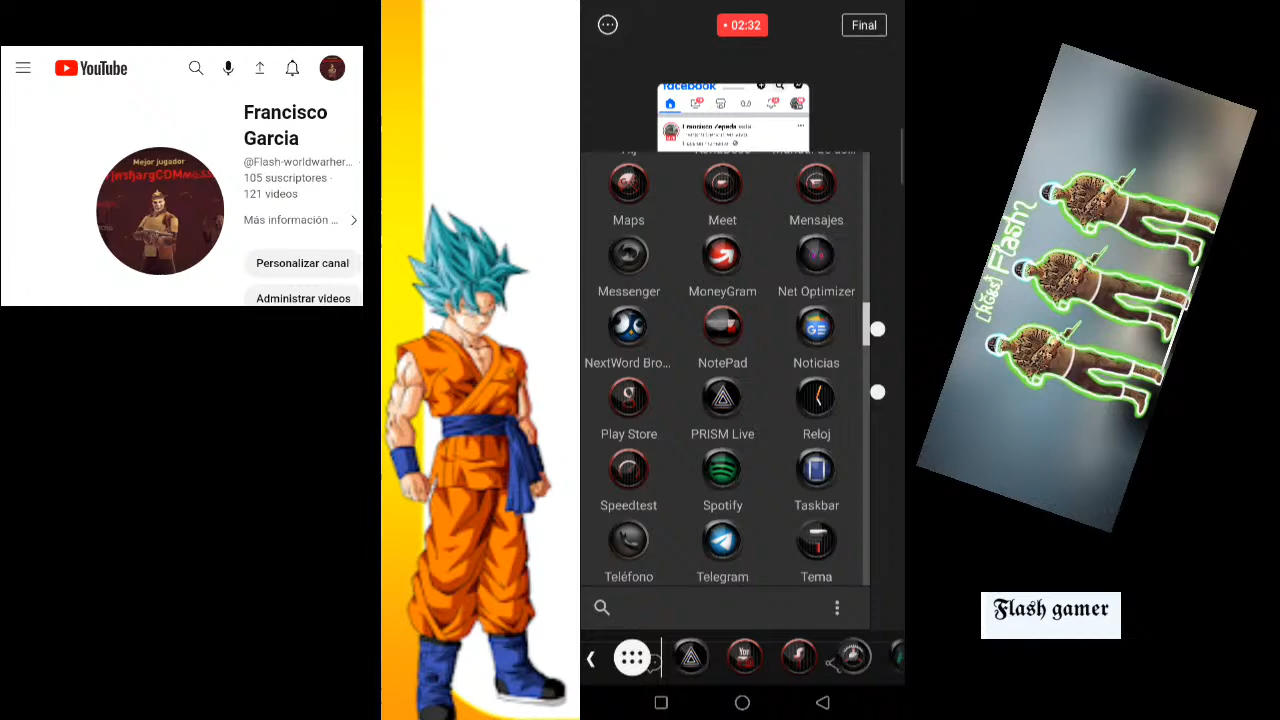 YouTube
Francisco
Garcia
@Flash-worldwarher...
105 suscriptores ·
121 videos
Más información ...
Personalizar canal
Administrar videos
Mejor jugador
02:32
Final
facebook
Maps
Meet
Mensajes
Messenger
MoneyGram
Net Optimizer
NextWord Bro...
NotePad
Noticias
Play Store
PRISM Live
Reloj
Speedtest
Spotify
Taskbar
Teléfono
Telegram
Tema
Flash gamer